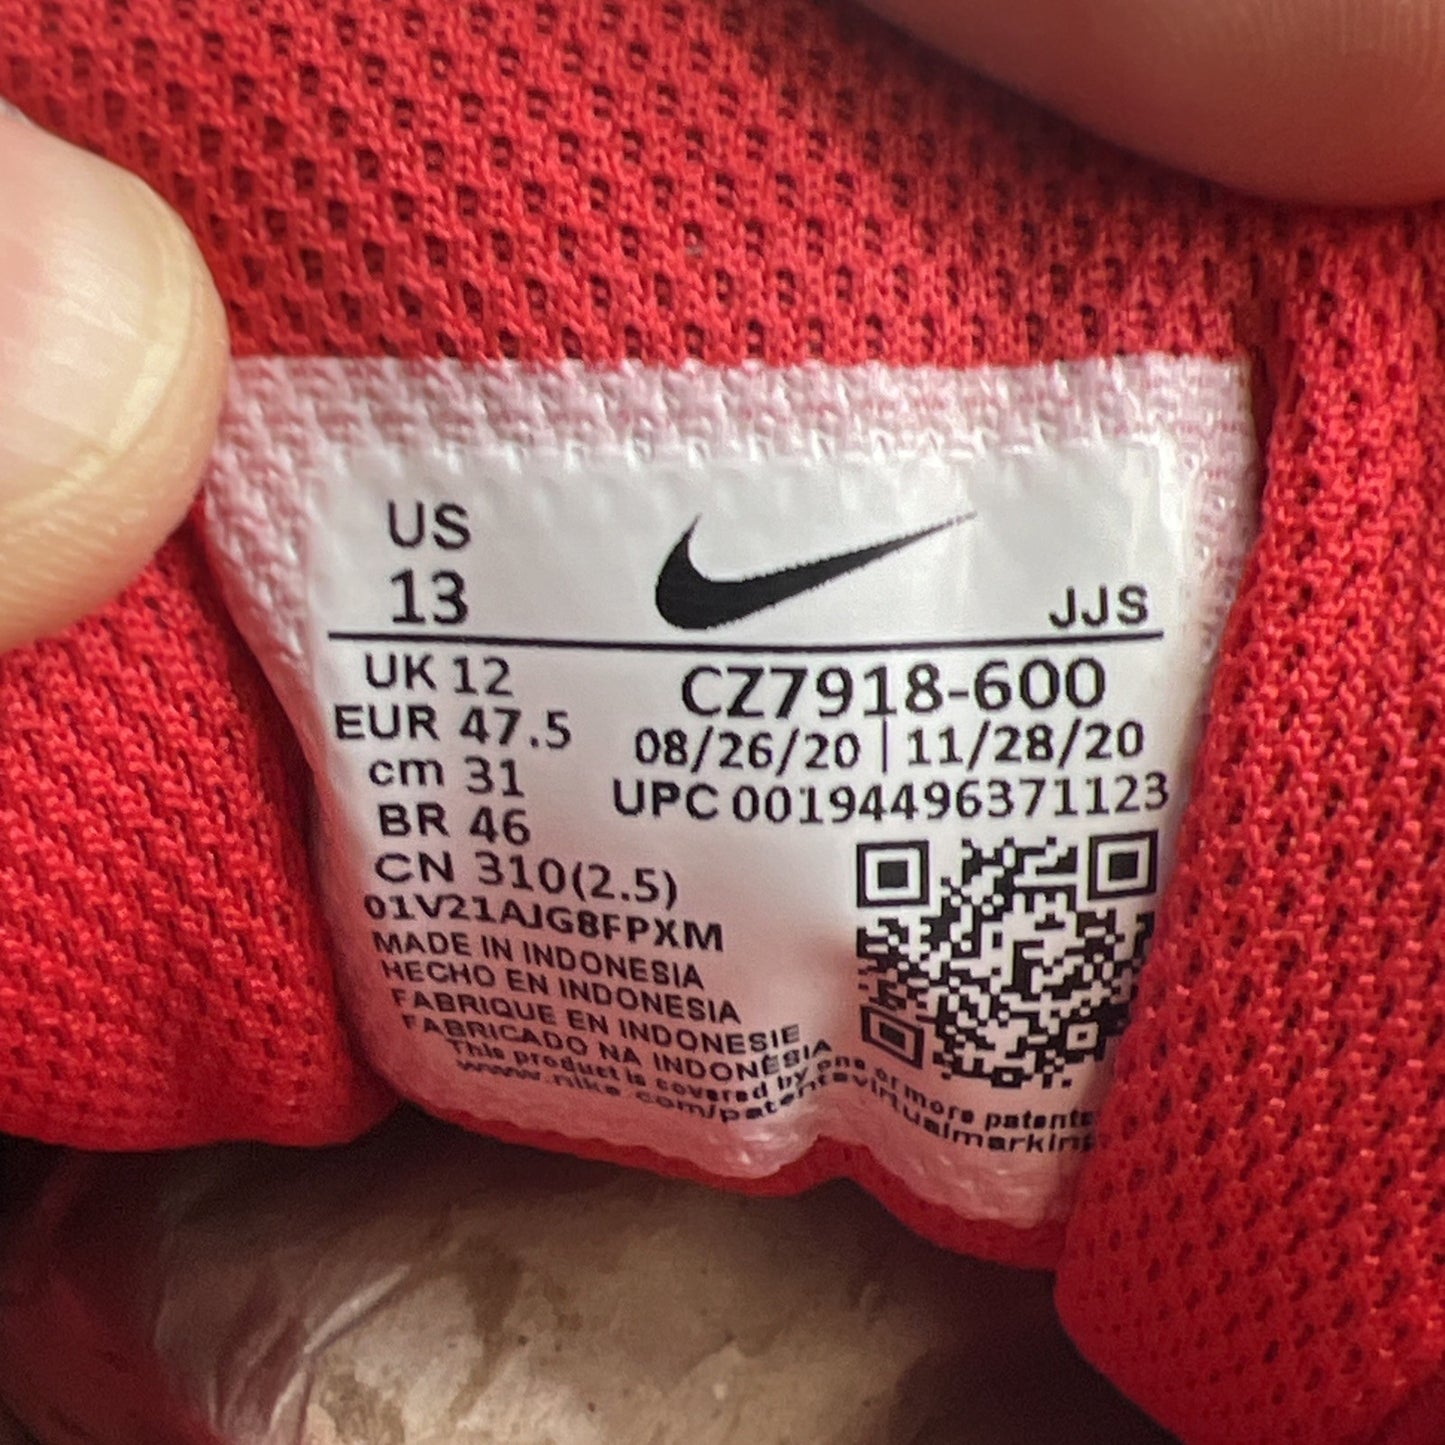 US
13
JJS
UK 12
EUR 47.5
cm 31
BR 46
CN 310(2.5)
CZ7918-600
08/26/20 | 11/28/20
UPC 00194496371123
01V21AJG8FPXM
MADE IN INDONESIA
HECHO EN INDONESIA
FABRIQUE EN INDONESIE
FABRICADO NA INDONÉSIA
This product is covered by one or more patents
www.nike.com/patentsvirtualmarking